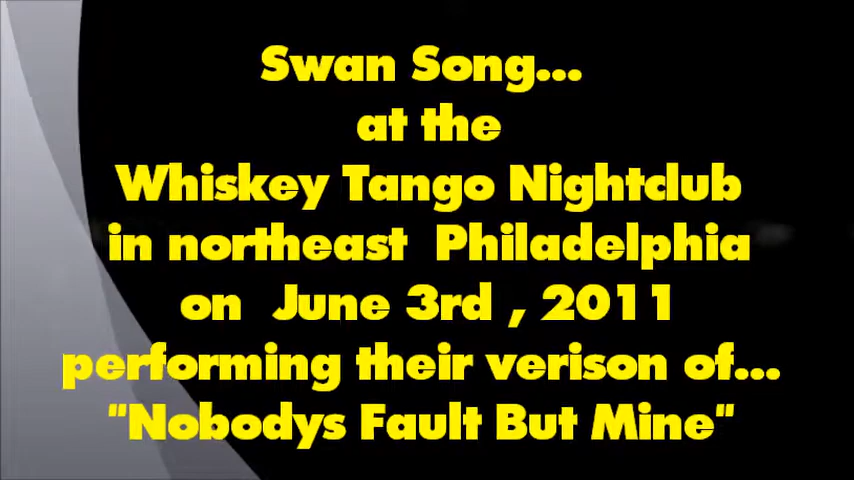 Swan Song...
at the
Whiskey Tango Nightclub
in northeast Philadelphia
on June 3rd , 2011
performing their verison of...
"Nobodys Fault But Mine"